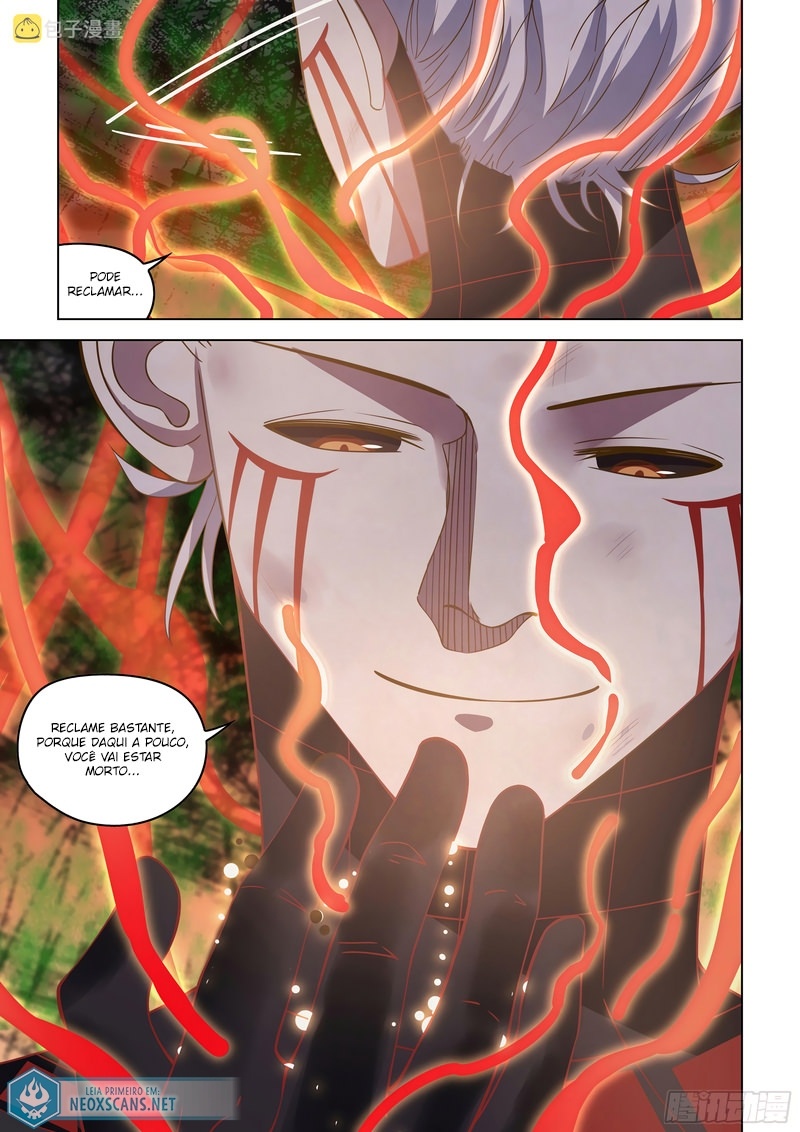 包子漫畫
PODE
RECLAMAR...
RECLAME BASTANTE,
PORQUE DAQUI A POUCO,
VOCÊ VAI ESTAR
MORTO...
LEIA PRIMEIRO EM:
NEOXSCANS.NET
腾讯动漫